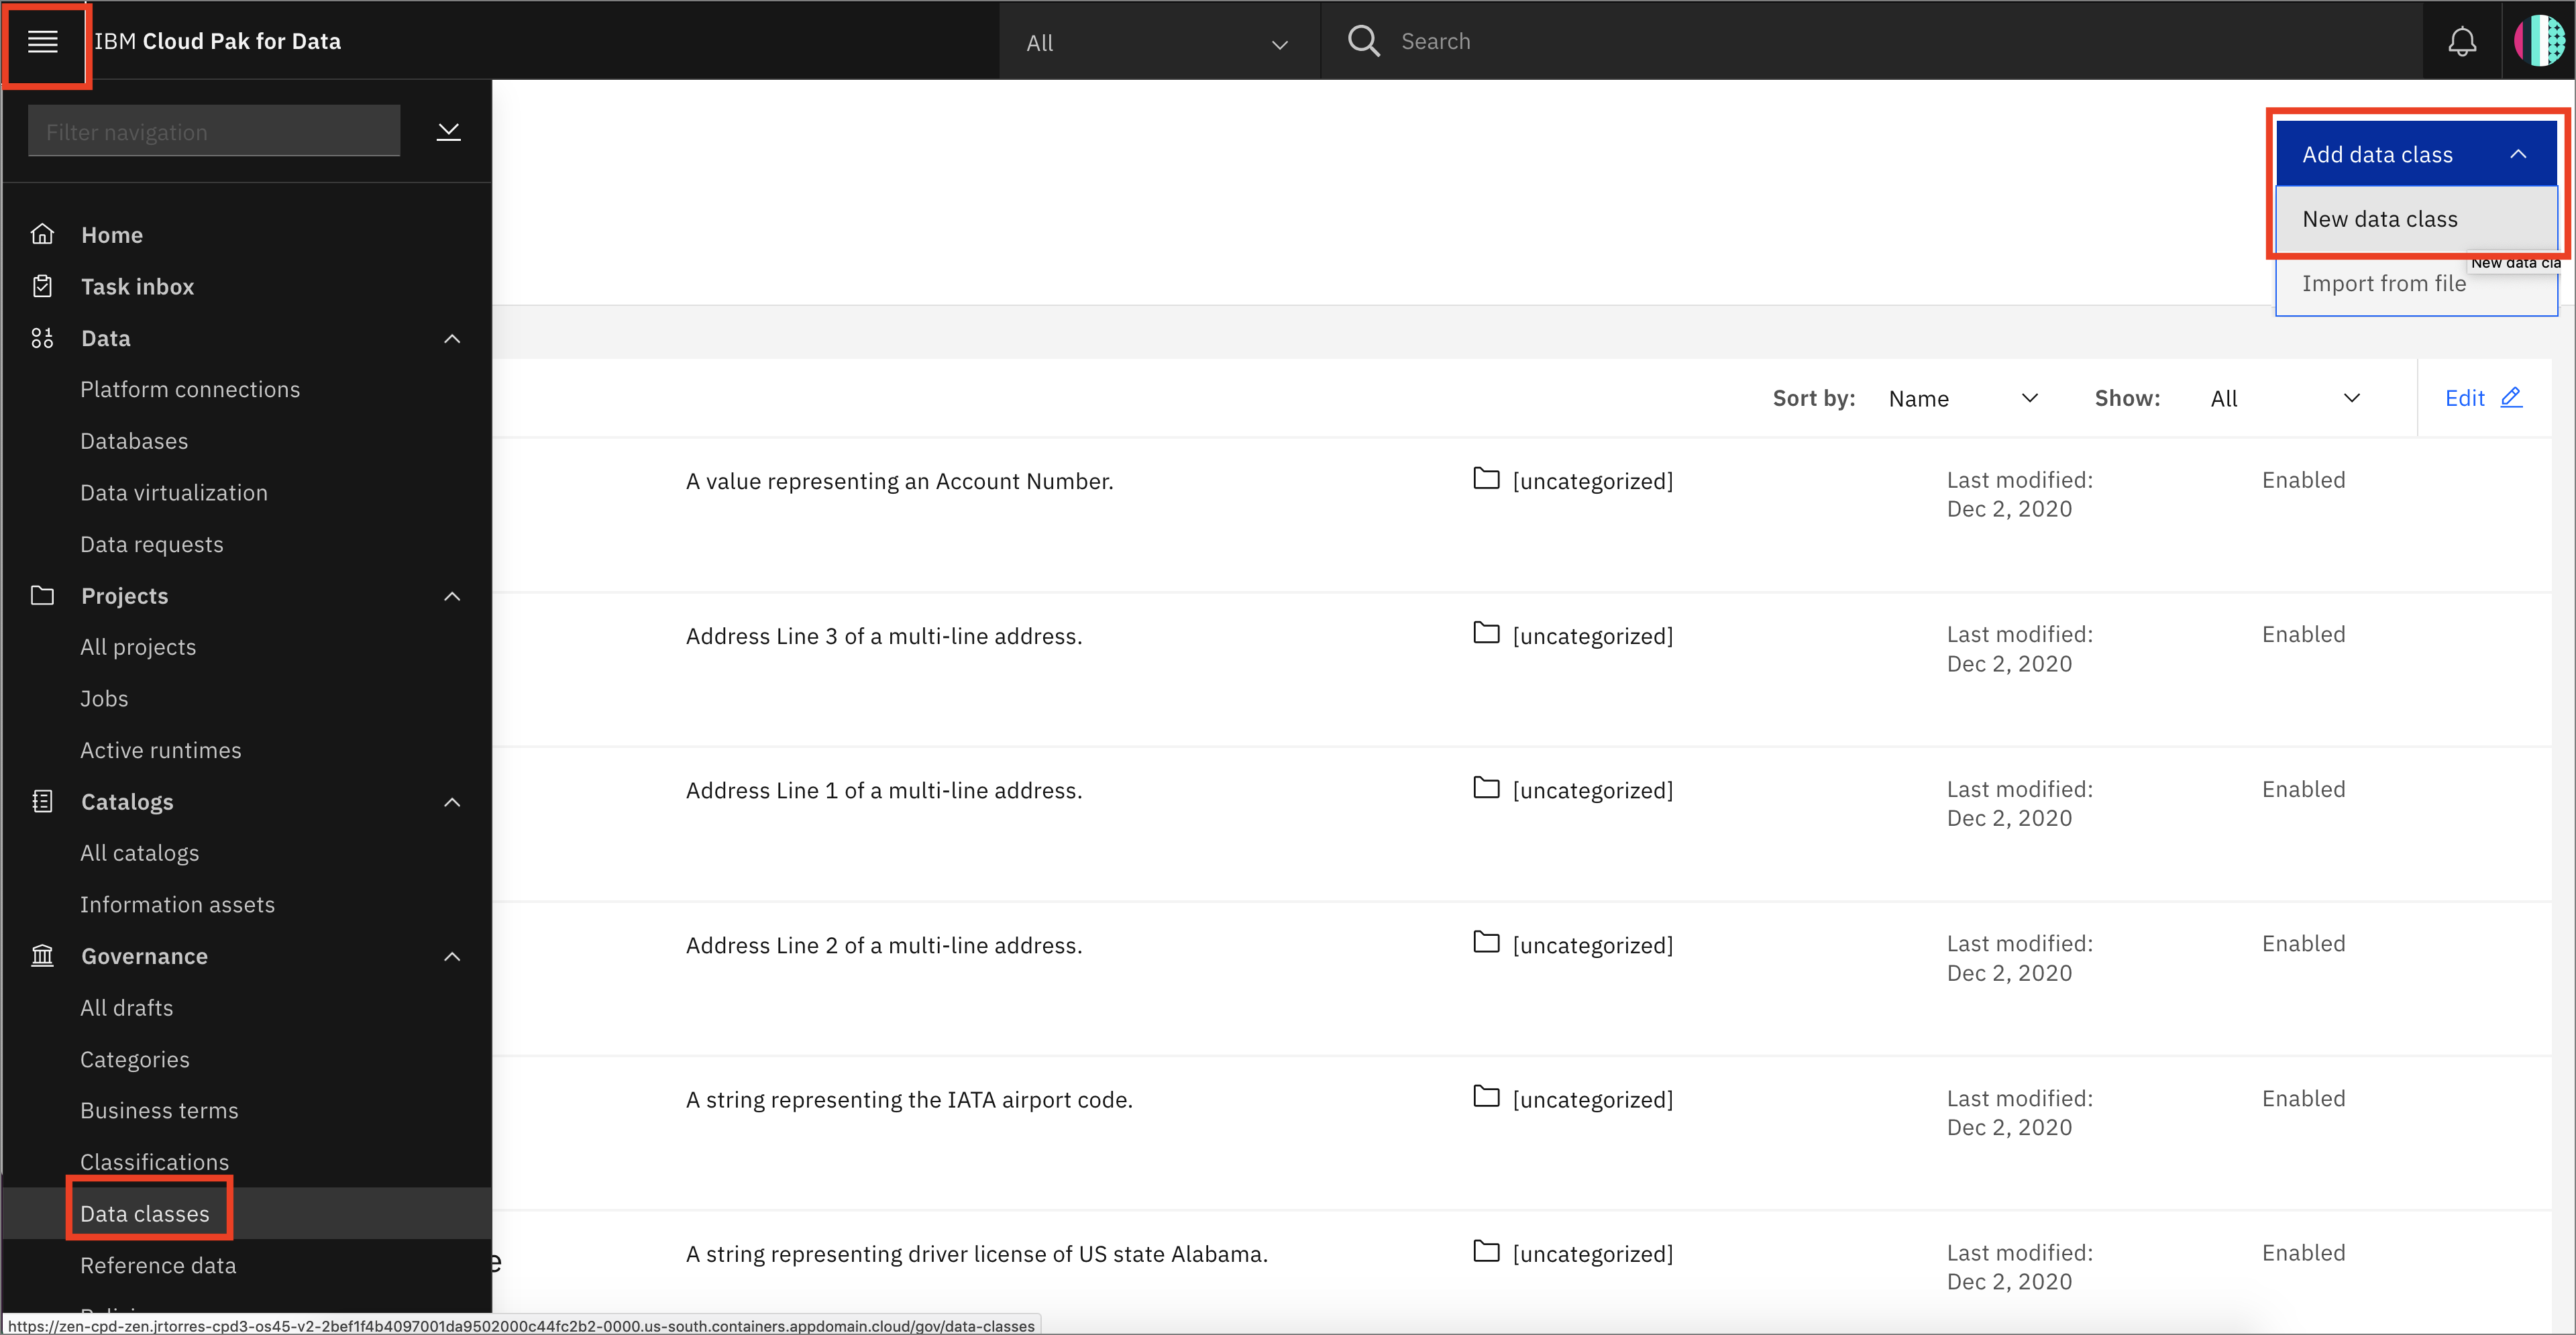 IBM Cloud Pak for Data
All
Search
Filter navigation
Home
Task inbox
Data
Platform connections
Databases
Data virtualization
Data requests
Projects
All projects
Jobs
Active runtimes
Catalogs
All catalogs
Information assets
Governance
All drafts
Categories
Business terms
Classifications
Data classes
Reference data
Add data class
New data class
New data cla
Import from file
Sort by: Name Show: All Edit
A value representing an Account Number. [uncategorized] Last modified: Enabled
Dec 2, 2020
Address Line 3 of a multi-line address. [uncategorized] Last modified: Enabled
Dec 2, 2020
Address Line 1 of a multi-line address. [uncategorized] Last modified: Enabled
Dec 2, 2020
Address Line 2 of a multi-line address. [uncategorized] Last modified: Enabled
Dec 2, 2020
A string representing the IATA airport code. [uncategorized] Last modified: Enabled
Dec 2, 2020
e A string representing driver license of US state Alabama. [uncategorized] Last modified: Enabled
Dec 2, 2020
https://zen-cpd-zen.jrtorres-cpd3-os45-v2-2bef1f4b4097001da9502000c44fc2b2-0000.us-south.containers.appdomain.cloud/gov/data-classes